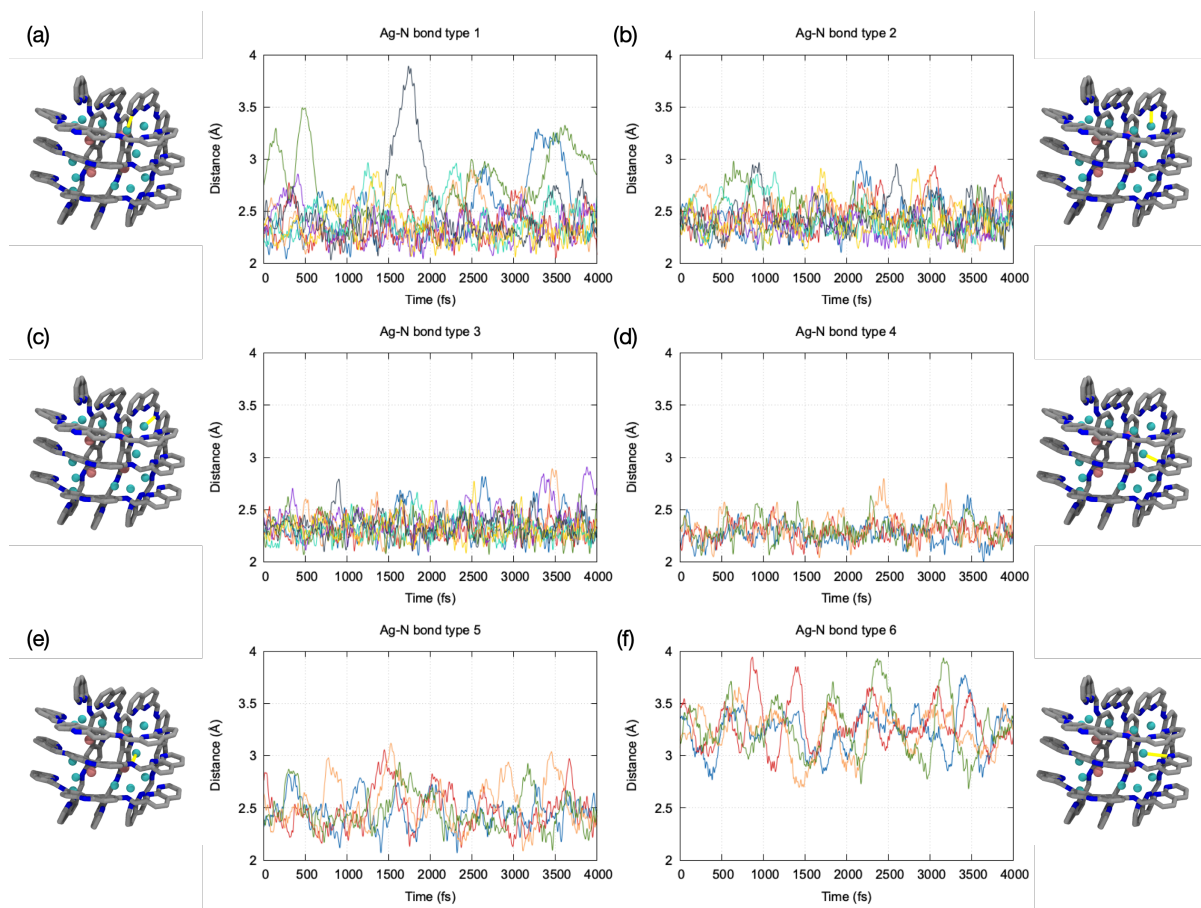 (a)
Ag-N bond type 1
4
3.5
3
2.5
2
Distance (Å)
0 500 1000 1500 2000 2500 3000 3500 4000
Time (fs)
(b)
Ag-N bond type 2
4
3.5
3
2.5
2
Distance (Å)
0 500 1000 1500 2000 2500 3000 3500 4000
Time (fs)
(c)
Ag-N bond type 3
4
3.5
3
2.5
2
Distance (Å)
0 500 1000 1500 2000 2500 3000 3500 4000
Time (fs)
(d)
Ag-N bond type 4
4
3.5
3
2.5
2
Distance (Å)
0 500 1000 1500 2000 2500 3000 3500 4000
Time (fs)
(e)
Ag-N bond type 5
4
3.5
3
2.5
2
Distance (Å)
0 500 1000 1500 2000 2500 3000 3500 4000
Time (fs)
(f)
Ag-N bond type 6
4
3.5
3
2.5
2
Distance (Å)
0 500 1000 1500 2000 2500 3000 3500 4000
Time (fs)